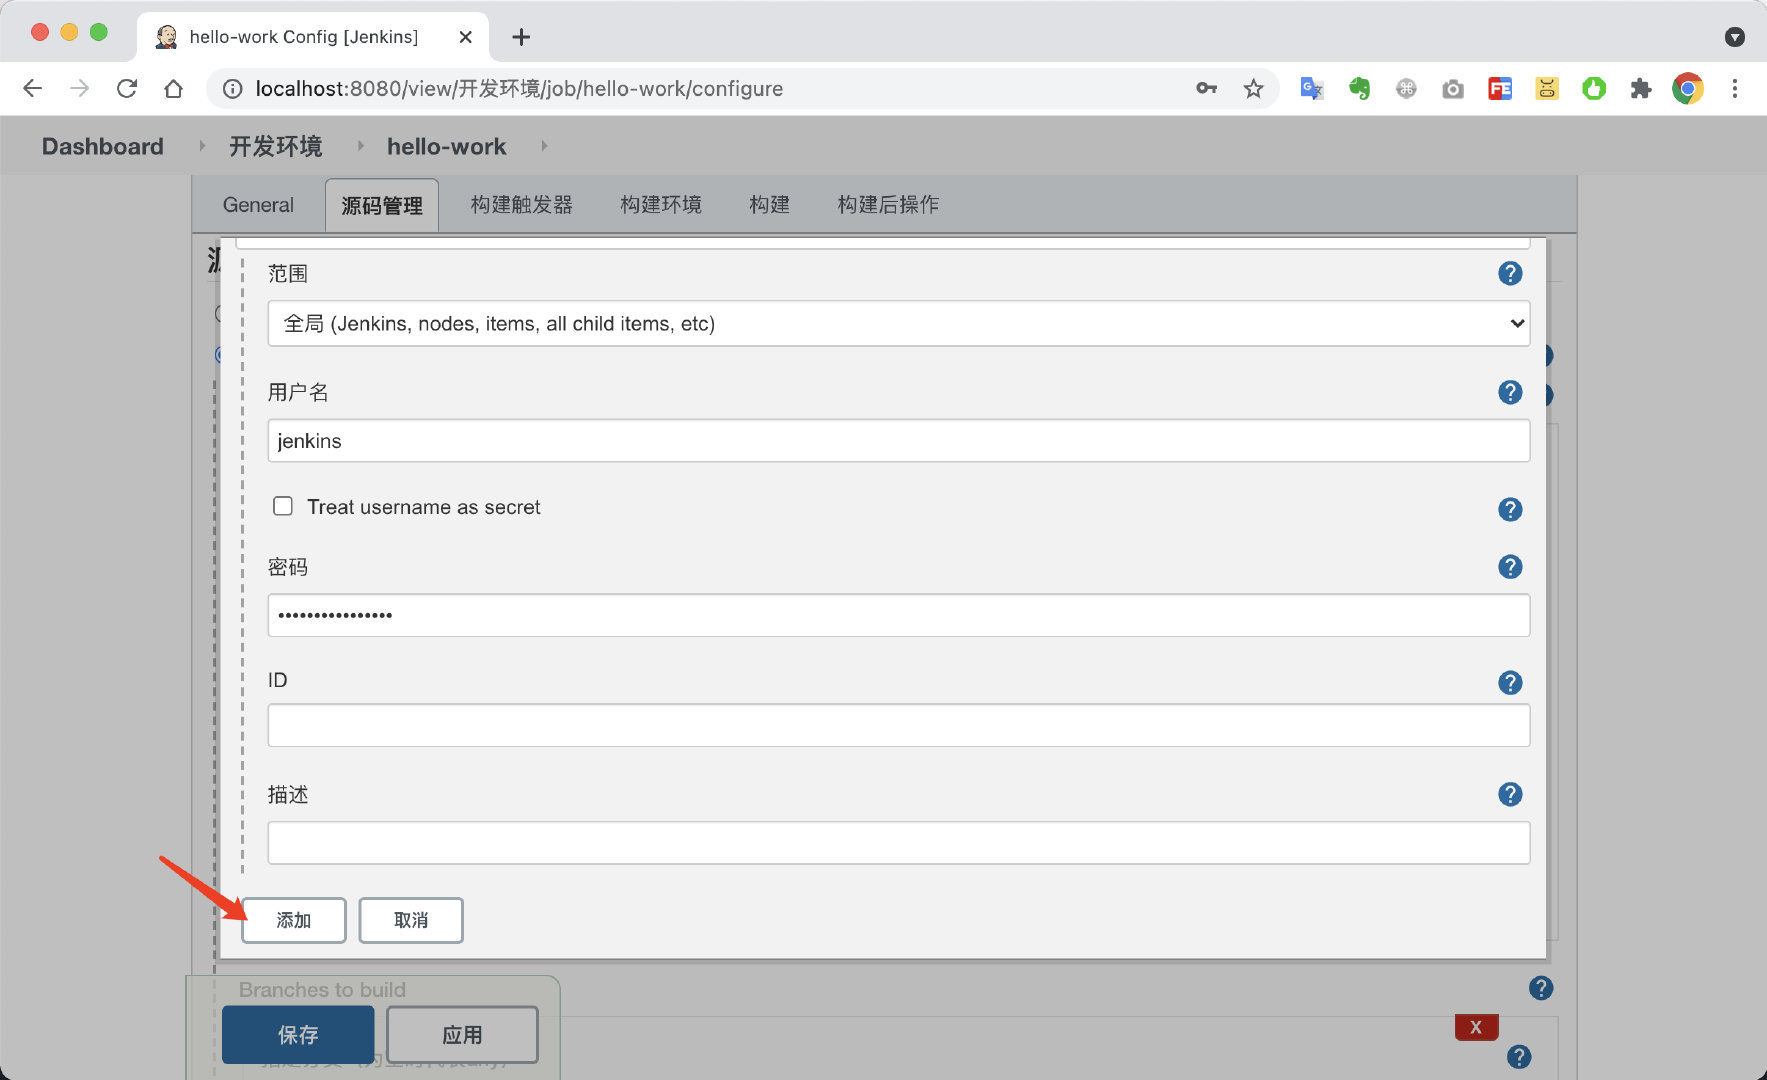 hello-work Config [Jenkins]
localhost:8080/view/开发环境/job/hello-work/configure
Dashboard 开发环境 hello-work
General 源码管理 构建触发器 构建环境 构建 构建后操作
范围
全局 (Jenkins, nodes, items, all child items, etc)
用户名
jenkins
Treat username as secret
密码
••••••••••••••••
ID
描述
添加 取消
Branches to build
保存 应用
X